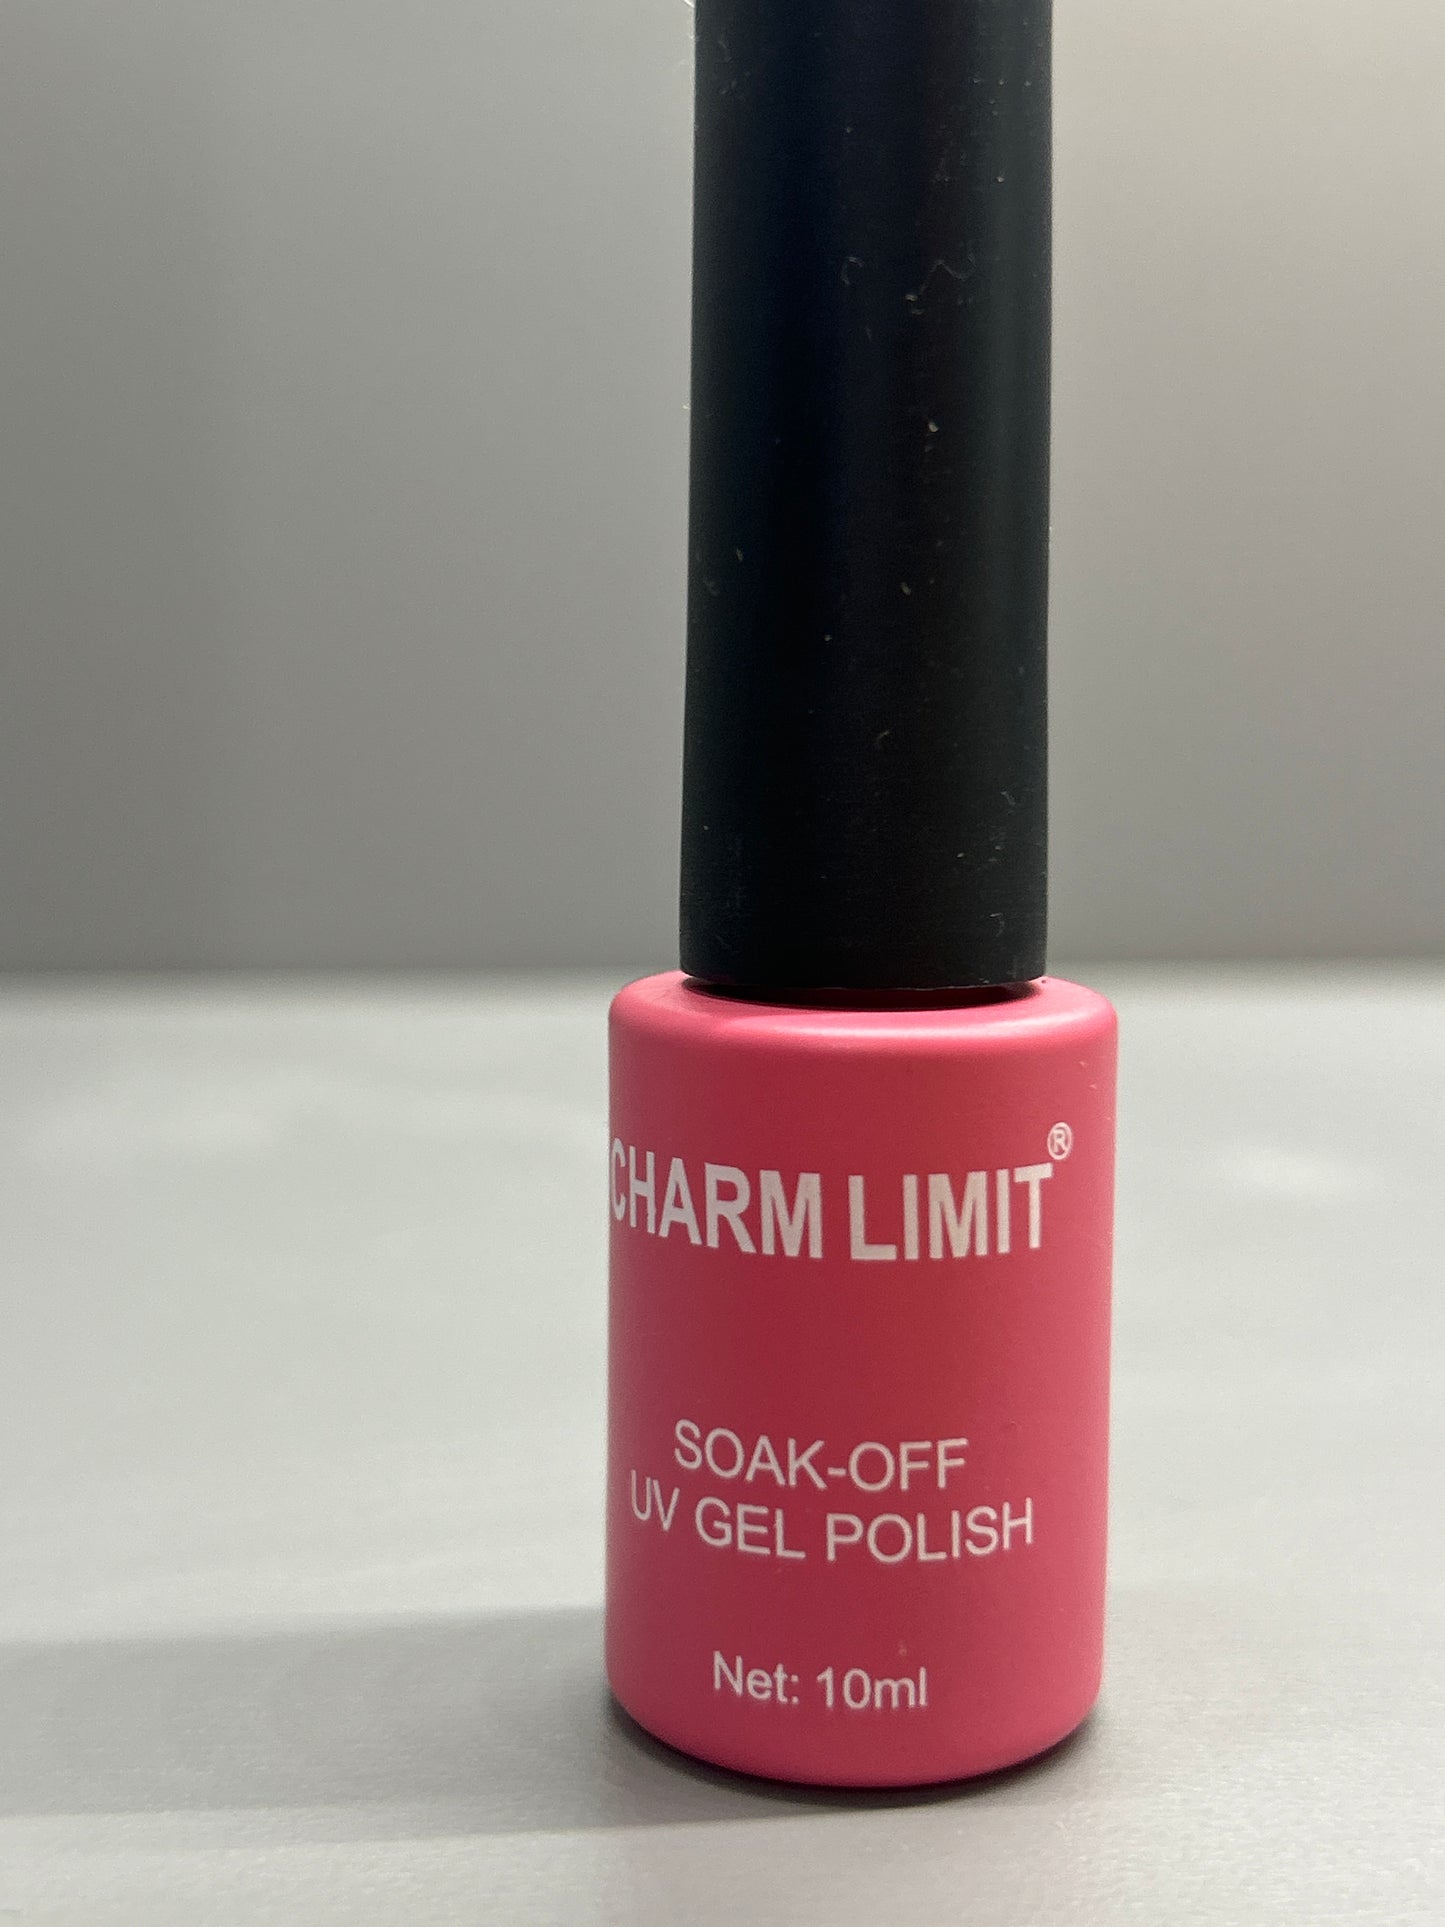 CHARM LIMIT®
SOAK-OFF
UV GEL POLISH
Net: 10ml